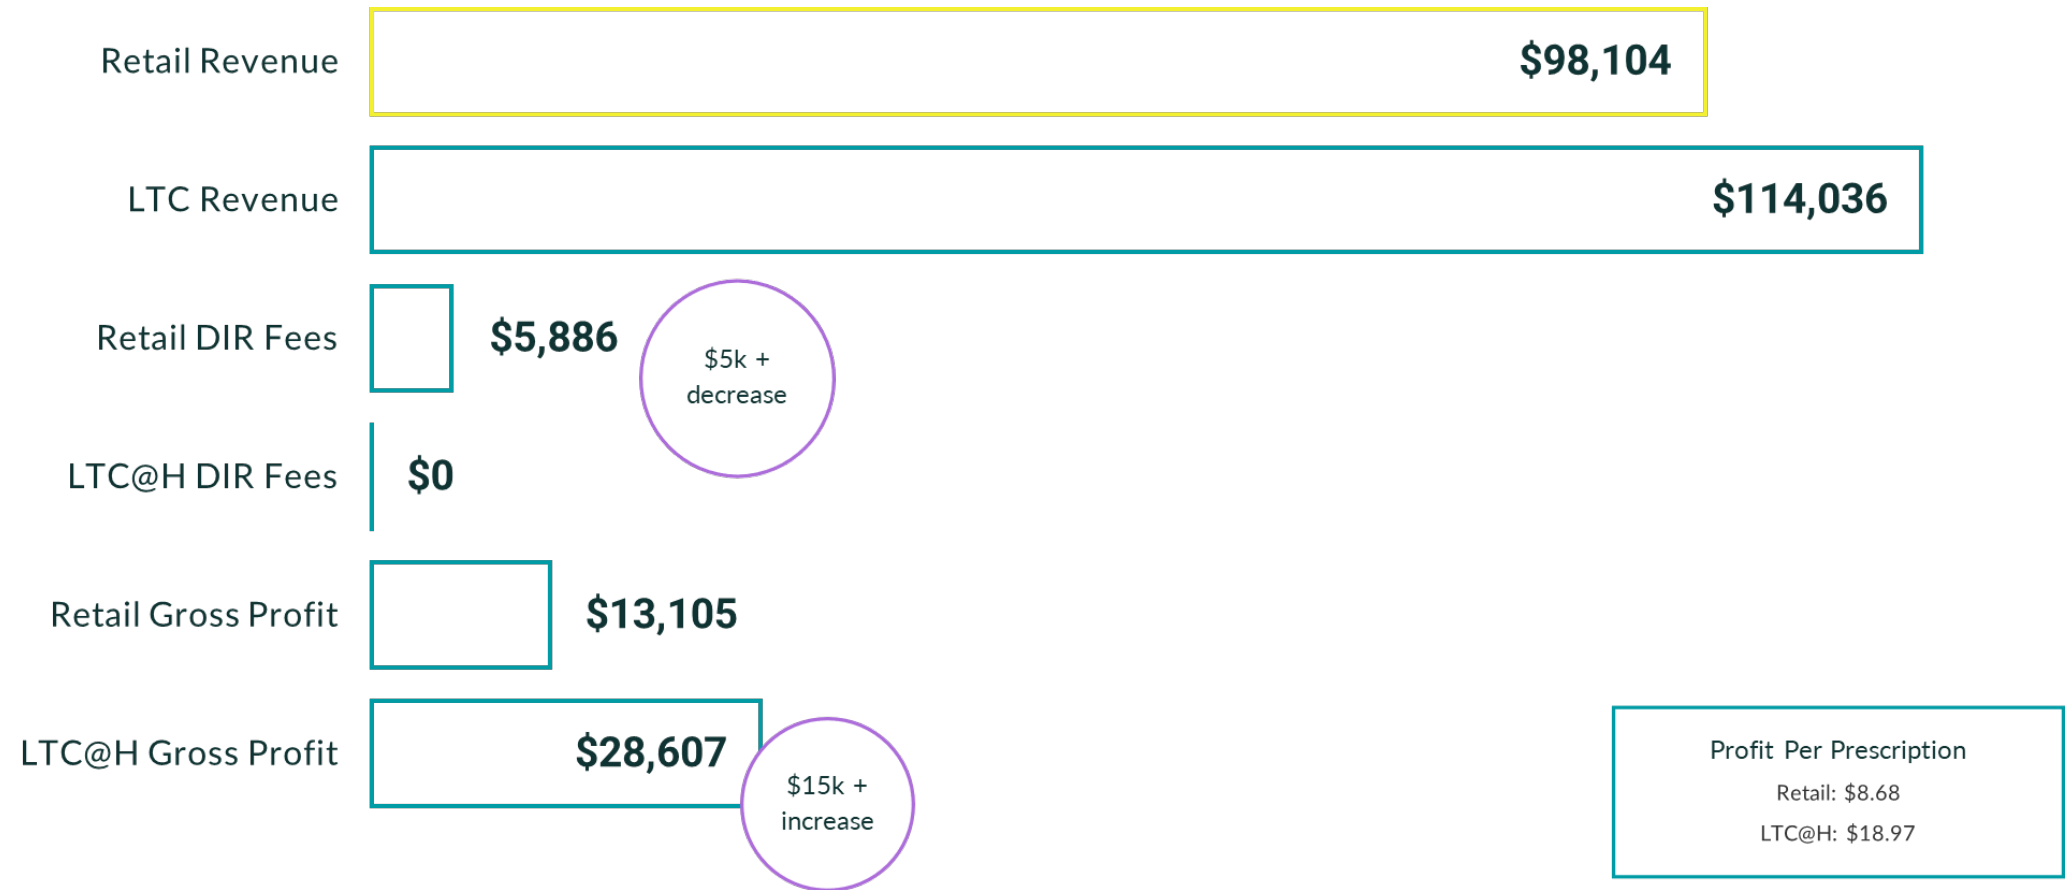 Retail Revenue $98,104
LTC Revenue $114,036
Retail DIR Fees $5,886
$5k +
decrease
LTC@H DIR Fees $0
Retail Gross Profit $13,105
LTC@H Gross Profit $28,607
$15k +
increase
Profit Per Prescription
Retail: $8.68
LTC@H: $18.97